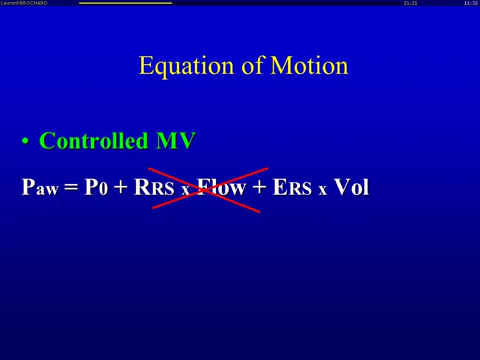 Laurent BROCHARD 21:21 11:32
Equation of Motion
• Controlled MV
Paw = P0 + RRS x Flow + ERS x Vol